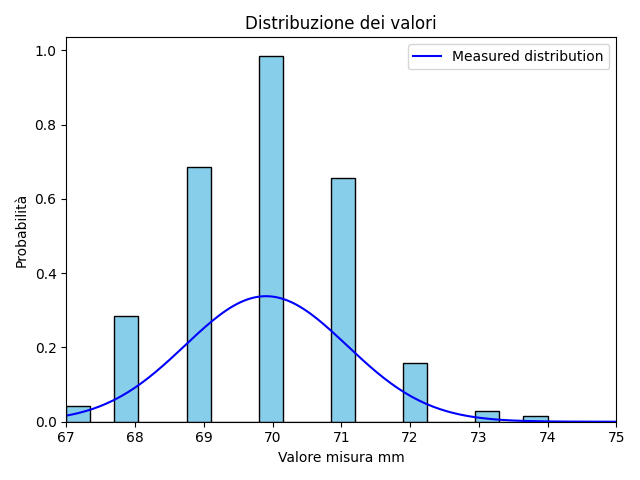 Distribuzione dei valori
Measured distribution
Probabilità
1.0
0.8
0.6
0.4
0.2
0.0
67 68 69 70 71 72 73 74 75
Valore misura mm